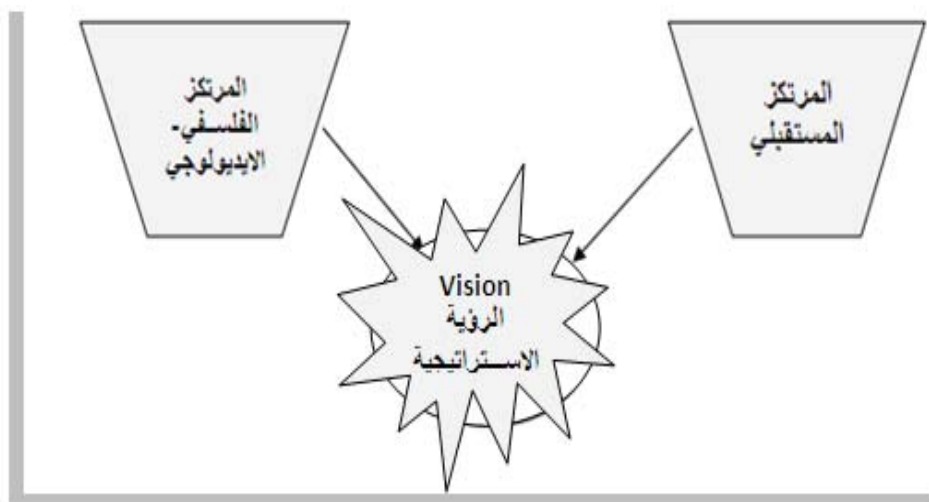 المرتكز
المستقبلي
المرتكز
الفلسفي-
الايديولوجي
Vision
الرؤية
الاستراتيجية